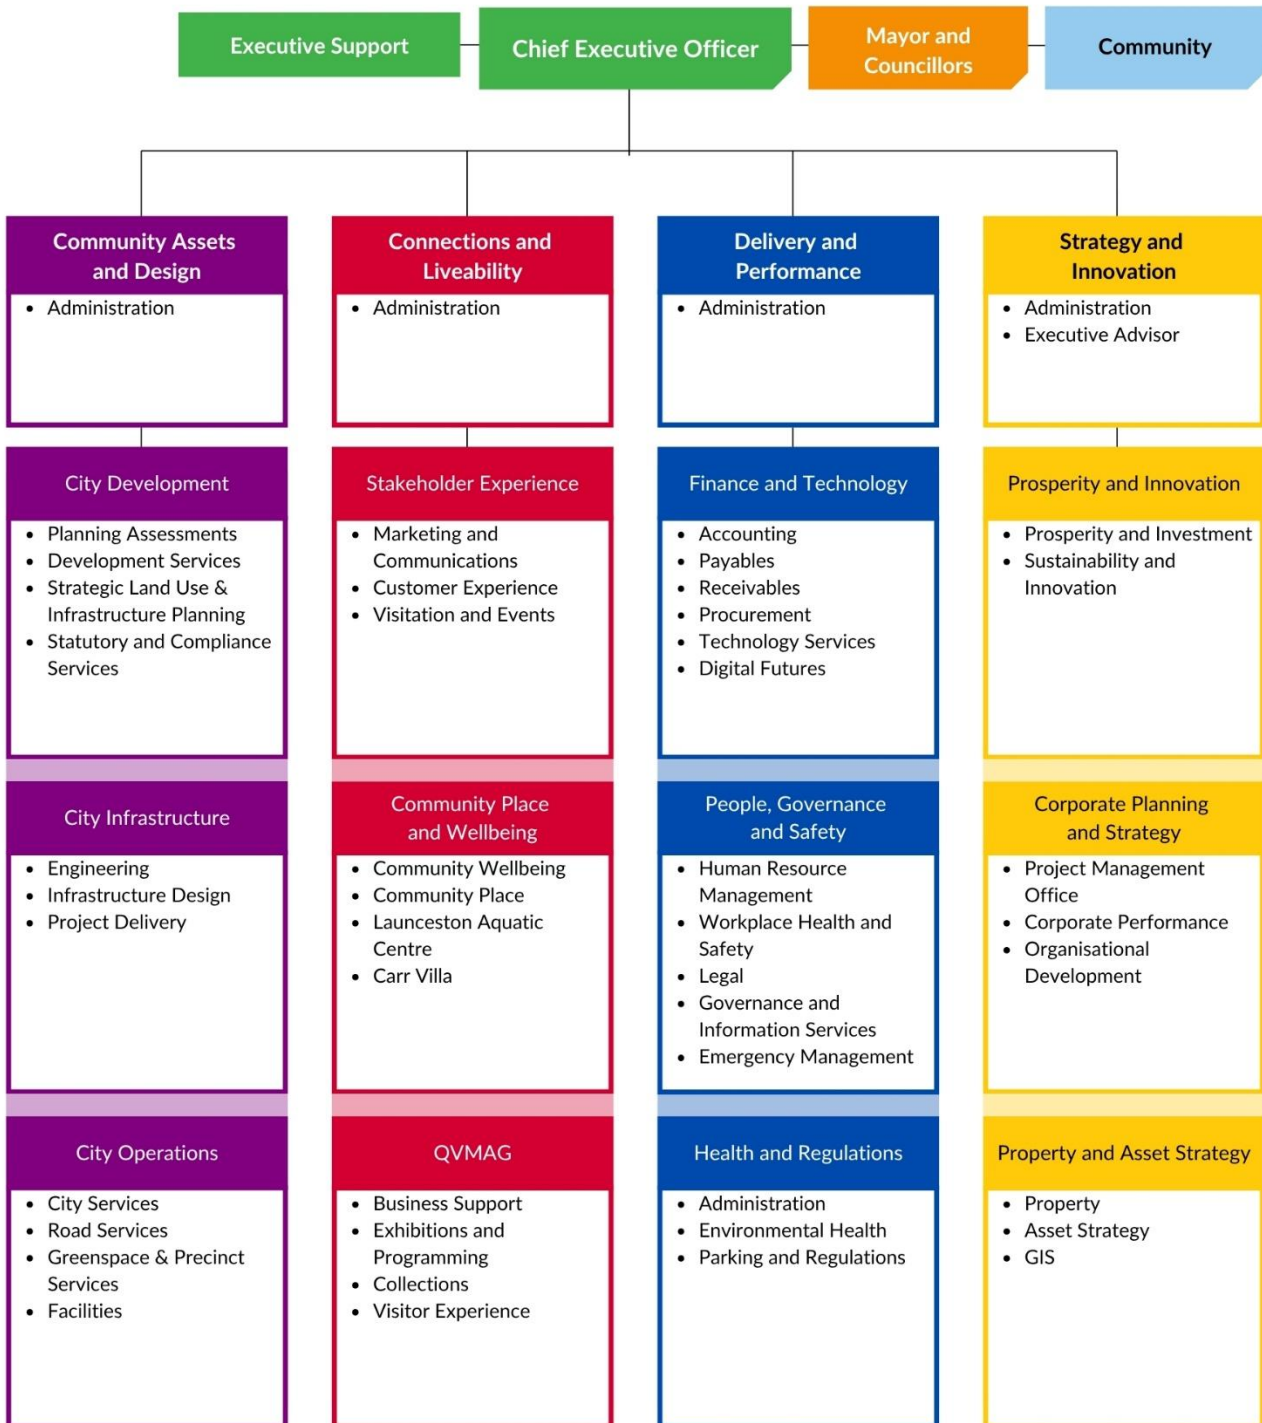 Executive Support
Chief Executive Officer
Mayor and
Councillors
Community
Community Assets
and Design
• Administration
City Development
• Planning Assessments
• Development Services
• Strategic Land Use &
Infrastructure Planning
• Statutory and Compliance
Services
City Infrastructure
• Engineering
• Infrastructure Design
• Project Delivery
City Operations
• City Services
• Road Services
• Greenspace & Precinct
Services
• Facilities
Connections and
Liveability
• Administration
Stakeholder Experience
• Marketing and
Communications
• Customer Experience
• Visitation and Events
Community Place
and Wellbeing
• Community Wellbeing
• Community Place
• Launceston Aquatic
Centre
• Carr Villa
QVMAG
• Business Support
• Exhibitions and
Programming
• Collections
• Visitor Experience
Delivery and
Performance
• Administration
Finance and Technology
• Accounting
• Payables
• Receivables
• Procurement
• Technology Services
• Digital Futures
People, Governance
and Safety
• Human Resource
Management
• Workplace Health and
Safety
• Legal
• Governance and
Information Services
• Emergency Management
Health and Regulations
• Administration
• Environmental Health
• Parking and Regulations
Strategy and
Innovation
• Administration
• Executive Advisor
Prosperity and Innovation
• Prosperity and Investment
• Sustainability and
Innovation
Corporate Planning
and Strategy
• Project Management
Office
• Corporate Performance
• Organisational
Development
Property and Asset Strategy
• Property
• Asset Strategy
• GIS